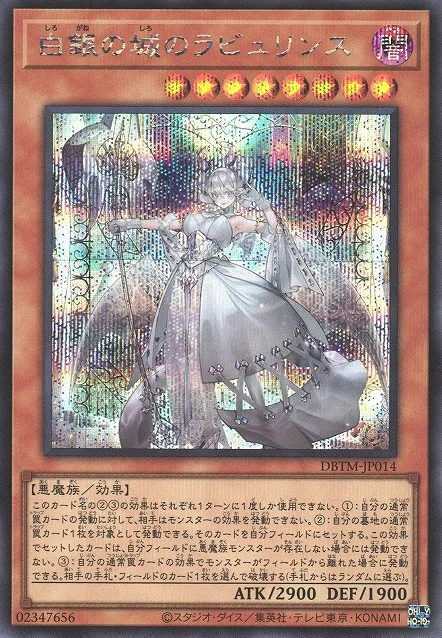 白銀の城のラビュリンス
闇
DBTM-JP014
【悪魔族/効果】
このカード名の②③の効果はそれぞれ1ターンに1度しか使用できない。①:自分の通常
罠カードの発動に対して、相手はモンスターの効果を発動できない。②:自分の墓地の通常
罠カード1枚を対象として発動できる。そのカードを自分フィールドにセットする。この効果
でセットしたカードは、自分フィールドに悪魔族モンスターが存在しない場合には発動でき
ない。③:自分の通常罠カードの効果でモンスターがフィールドから離れた場合に発動
できる。相手の手札・フィールドのカード1枚を選んで破壊する(手札からはランダムに選ぶ)。
ATK/2900 DEF/1900
02347656 ©スタジオ・ダイス/集英社・テレビ東京・KONAMI